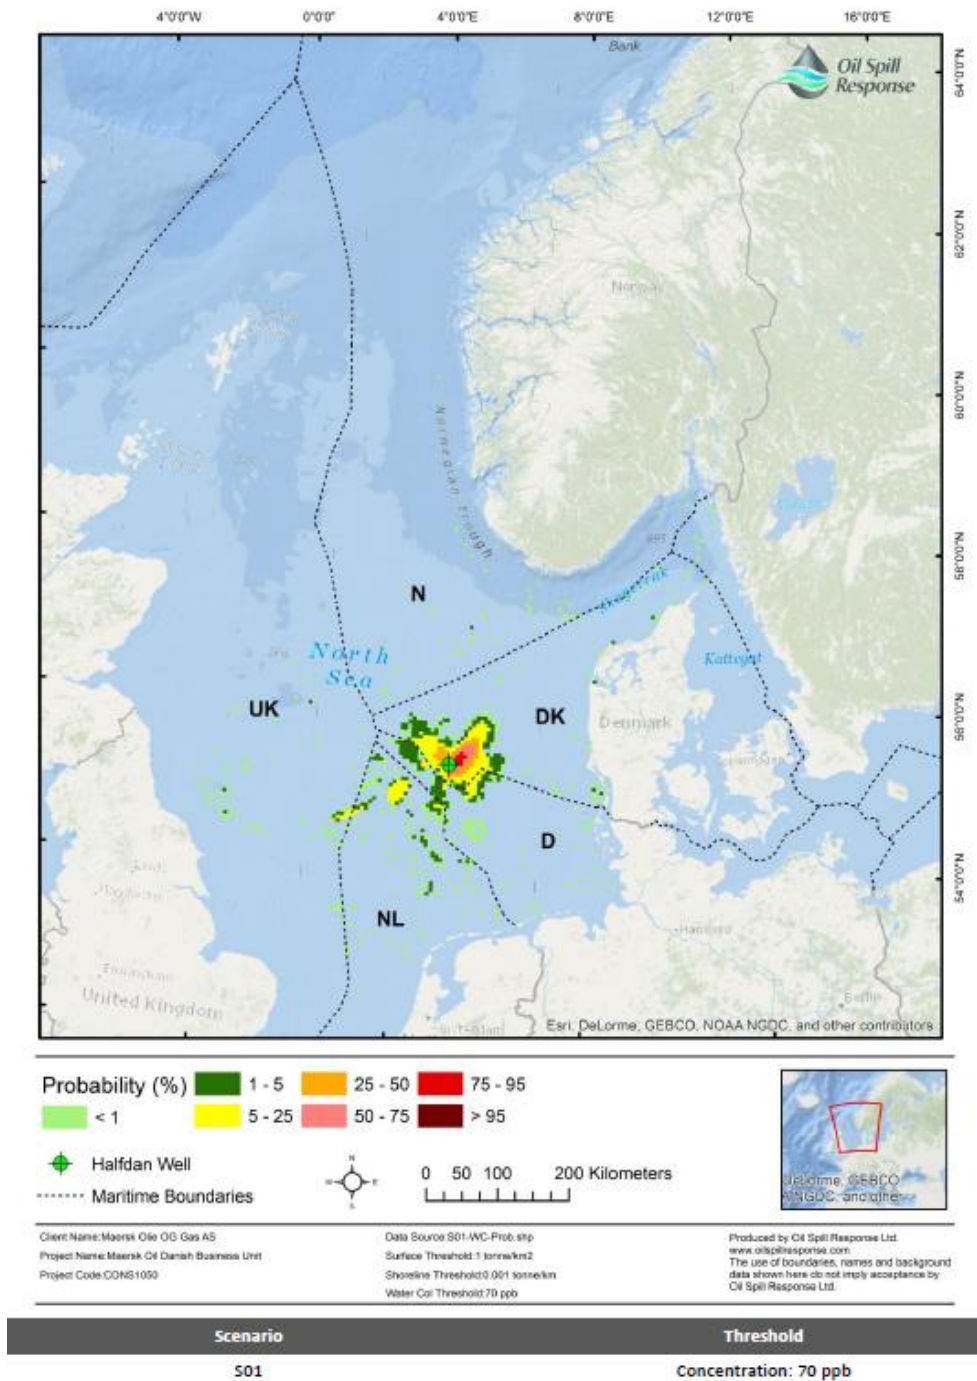 4°0'0"W 0°0'0" 4°0'0"E 8°0'0"E 12°0'0"E 16°0'0"E
Bank
Oil Spill
Response
64°0'0"N
62°0'0"N
Norway
60°0'0"N
Norwegian Trough
58°0'0"N
N
Skagerrak
North
Sea
Kattegat
UK
DK
Denmark
56°0'0"N
D
54°0'0"N
NL
Hamburg
United Kingdom
Berlin
Esri, DeLorme, GEBCO, NOAA NGDC, and other contributors
Probability (%) 1 - 5 25 - 50 75 - 95
< 1 5 - 25 50 - 75 > 95
Halfdan Well
Maritime Boundaries
N
W E
S
0 50 100 200 Kilometers
DeLorme, GEBCO
NGDC, and other
Client Name:Maersk Olie OG Gas AS
Project Name:Maersk Oil Danish Business Unit
Project Code:CONS1050
Data Source:S01-WC-Prob.shp
Surface Threshold:1 tonne/km2
Shoreline Threshold:0.001 tonne/km
Water Col Threshold:70 ppb
Produced by Oil Spill Response Ltd.
www.oilspillresponse.com
The use of boundaries, names and background
data shown here do not imply acceptance by
Oil Spill Response Ltd.
Scenario Threshold
S01 Concentration: 70 ppb